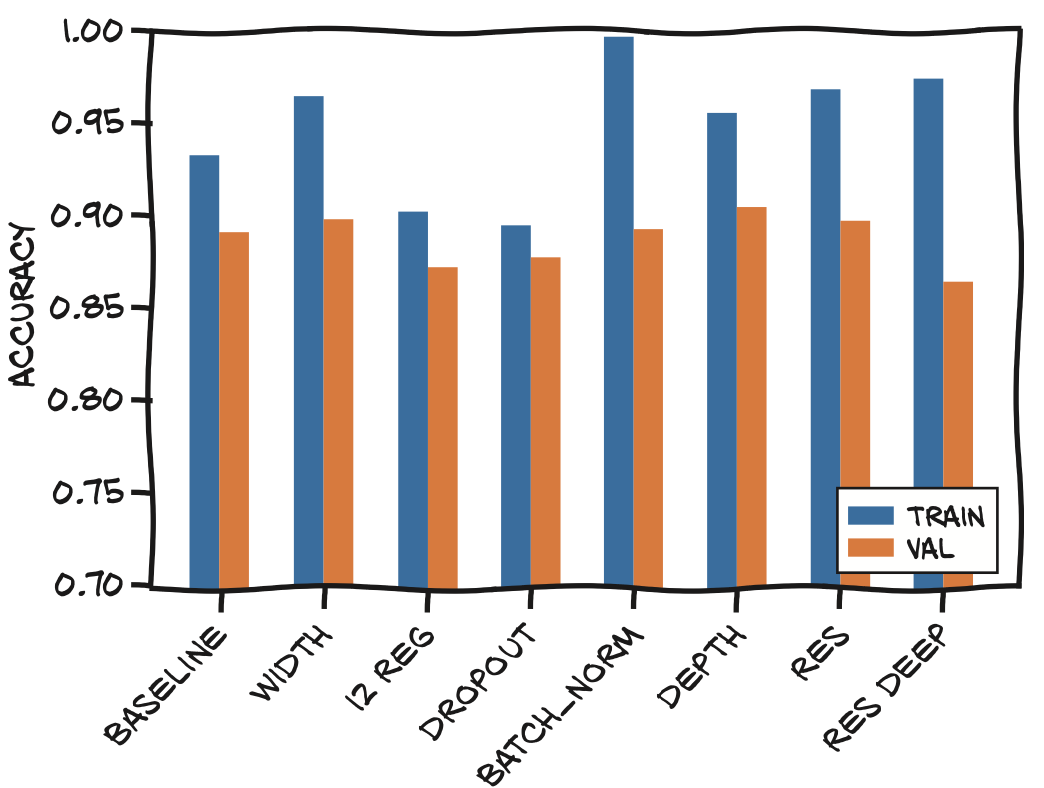 1.00
0.95
0.90
0.85
0.80
0.75
0.70
ACCURACY
TRAIN
VAL
BASELINE
WIDTH
l2 REG
DROPOUT
BATCH_NORM
DEPTH
RES
RES DEEP